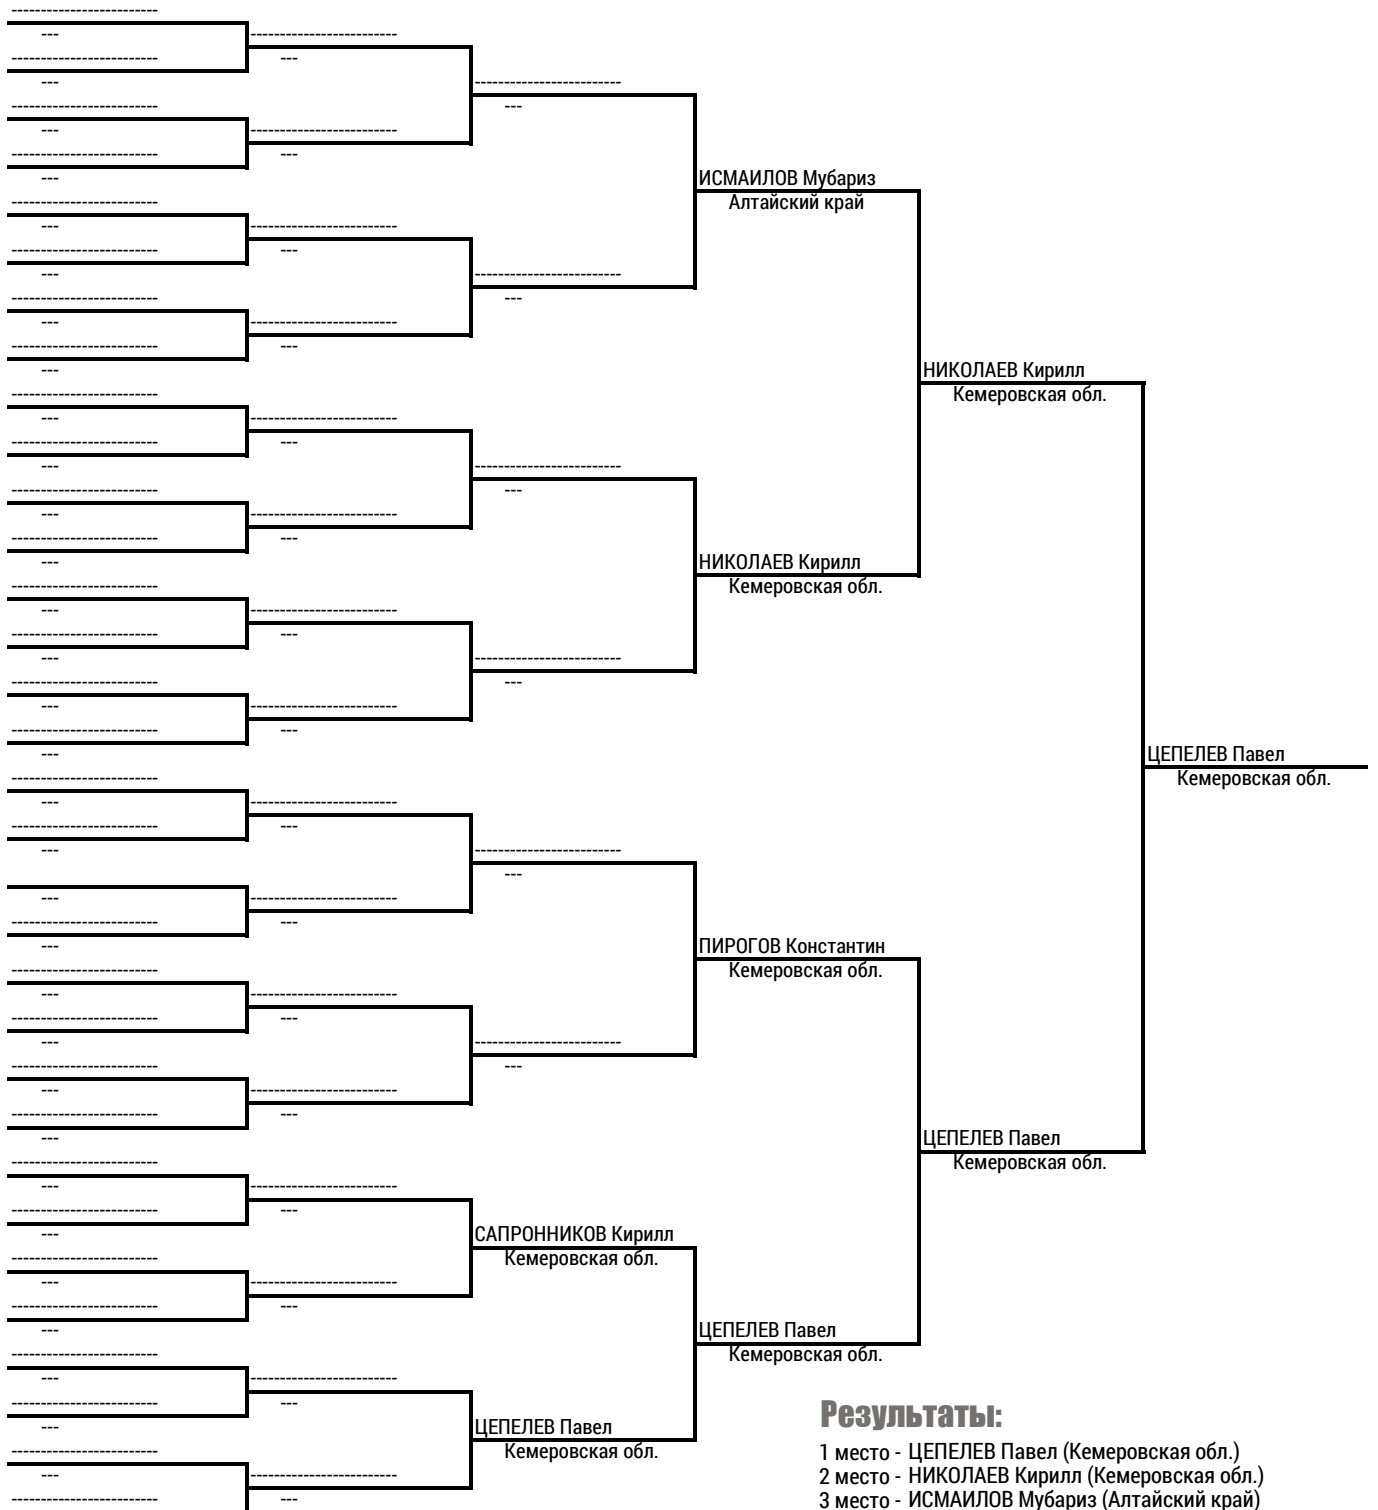 ИСМАИЛОВ Мубариз
Алтайский край
НИКОЛАЕВ Кирилл
Кемеровская обл.
НИКОЛАЕВ Кирилл
Кемеровская обл.
ЦЕПЕЛЕВ Павел
Кемеровская обл.
ПИРОГОВ Константин
Кемеровская обл.
ЦЕПЕЛЕВ Павел
Кемеровская обл.
САПРОННИКОВ Кирилл
Кемеровская обл.
ЦЕПЕЛЕВ Павел
Кемеровская обл.
ЦЕПЕЛЕВ Павел
Кемеровская обл.
Результаты:
1 место - ЦЕПЕЛЕВ Павел (Кемеровская обл.)
2 место - НИКОЛАЕВ Кирилл (Кемеровская обл.)
3 место - ИСМАИЛОВ Мубариз (Алтайский край)